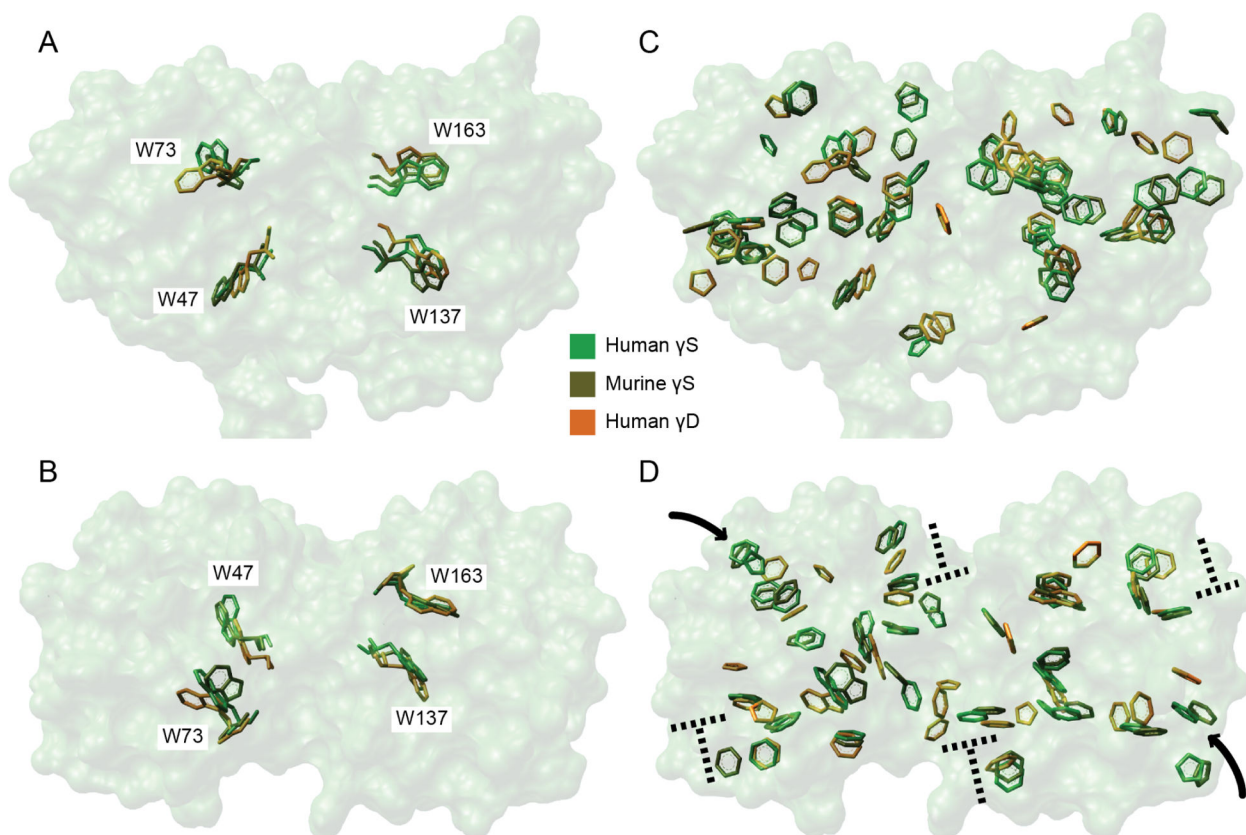 A
C
W163
W73
W47
W137
Human γS
Murine γS
Human γD
B
D
W47
W163
W73
W137